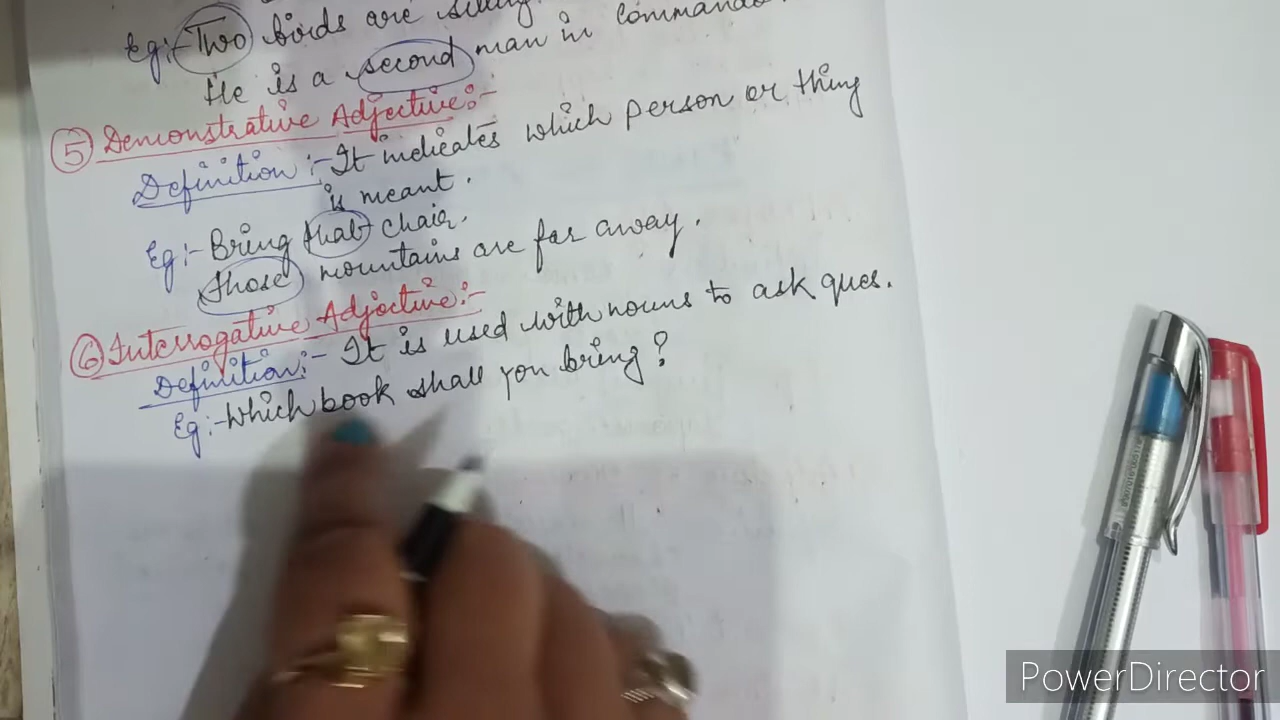 Eg:- Two birds are sitting
He is a second man in command.
⑤ Demonstrative Adjective:-
Definition:- It indicates which person or thing
is meant.
Eg:- Bring that chair.
Those mountains are far away.
⑥ Interrogative Adjective:-
Definition:- It is used with nouns to ask ques.
Eg:- Which book shall you bring?
PowerDirector